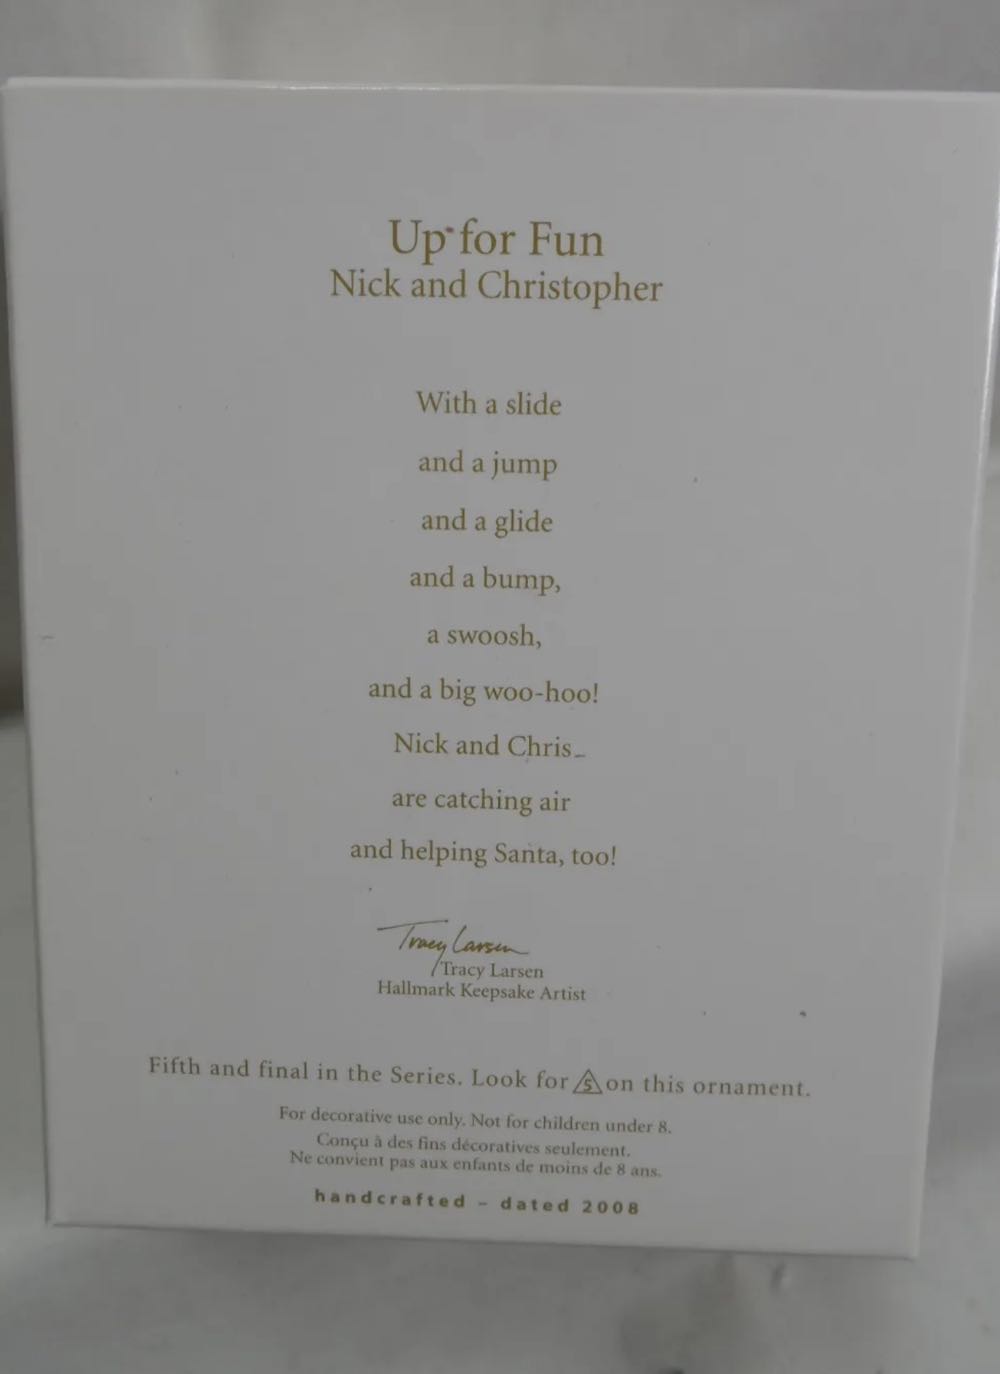 Up for Fun
Nick and Christopher
With a slide
and a jump
and a glide
and a bump,
a swoosh,
and a big woo-hoo!
Nick and Chris
are catching air
and helping Santa, too!
Tracy Larsen
Tracy Larsen
Hallmark Keepsake Artist
Fifth and final in the Series. Look for 5 on this ornament.
For decorative use only. Not for children under 8.
Conçu à des fins décoratives seulement.
Ne convient pas aux enfants de moins de 8 ans.
handcrafted – dated 2008